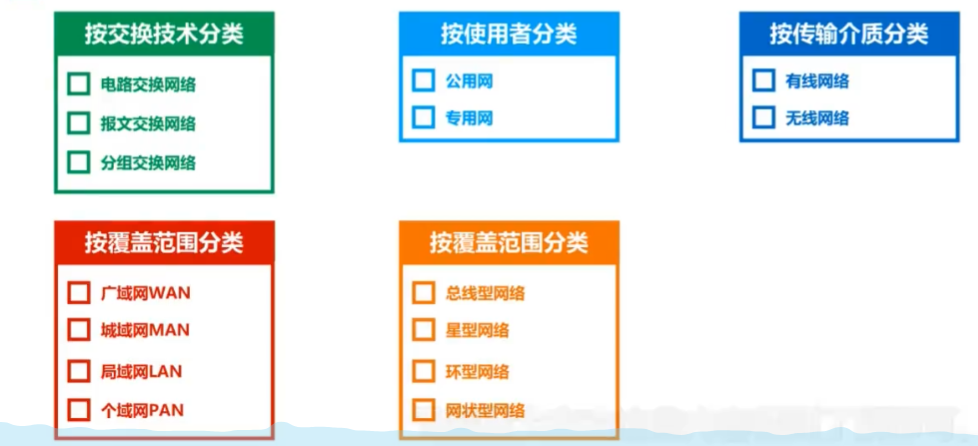 按交换技术分类
电路交换网络
报文交换网络
分组交换网络
按使用者分类
公用网
专用网
按传输介质分类
有线网络
无线网络
按覆盖范围分类
广域网WAN
城域网MAN
局域网LAN
个域网PAN
按覆盖范围分类
总线型网络
星型网络
环型网络
网状型网络